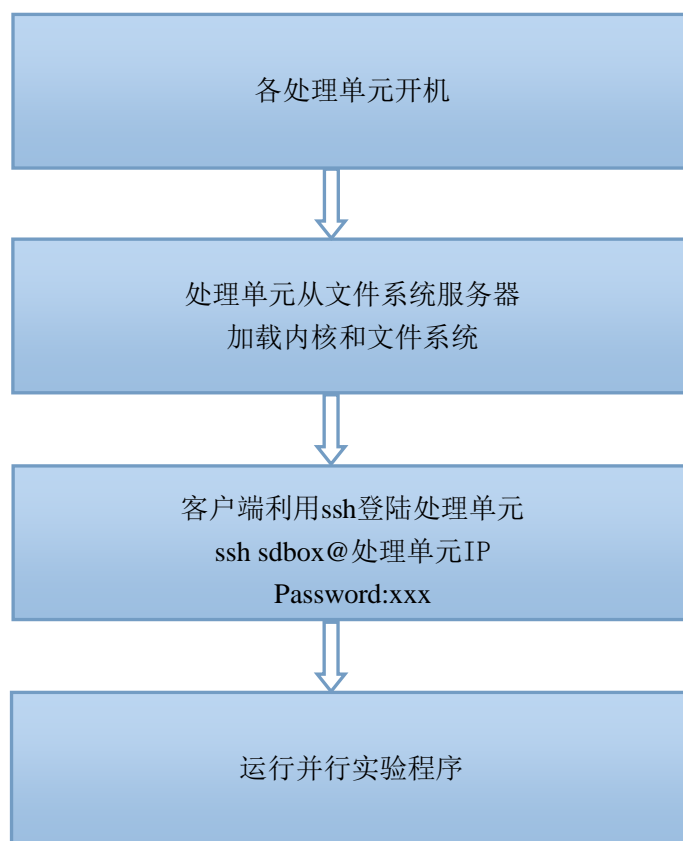 各处理单元开机
处理单元从文件系统服务器
加载内核和文件系统
客户端利用ssh登陆处理单元
ssh sdbox@处理单元IP
Password:xxx
运行并行实验程序